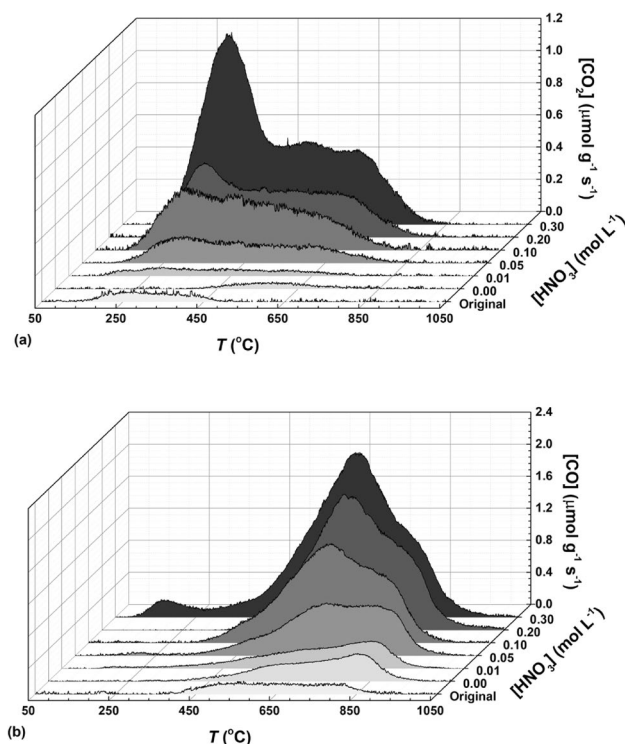 1.2
1.0
0.8
0.6
0.4
0.2
0.0
[CO₂] (μmol g⁻¹ s⁻¹)
0.30
0.20
0.10
0.05
0.01
0.00
Original
[HNO₃] (mol L⁻¹)
50 250 450 650 850 1050
(a)
T (°C)
2.4
2.0
1.6
1.2
0.8
0.4
0.0
[CO] (μmol g⁻¹ s⁻¹)
0.30
0.20
0.10
0.05
0.01
0.00
Original
[HNO₃] (mol L⁻¹)
50 250 450 650 850 1050
(b)
T (°C)